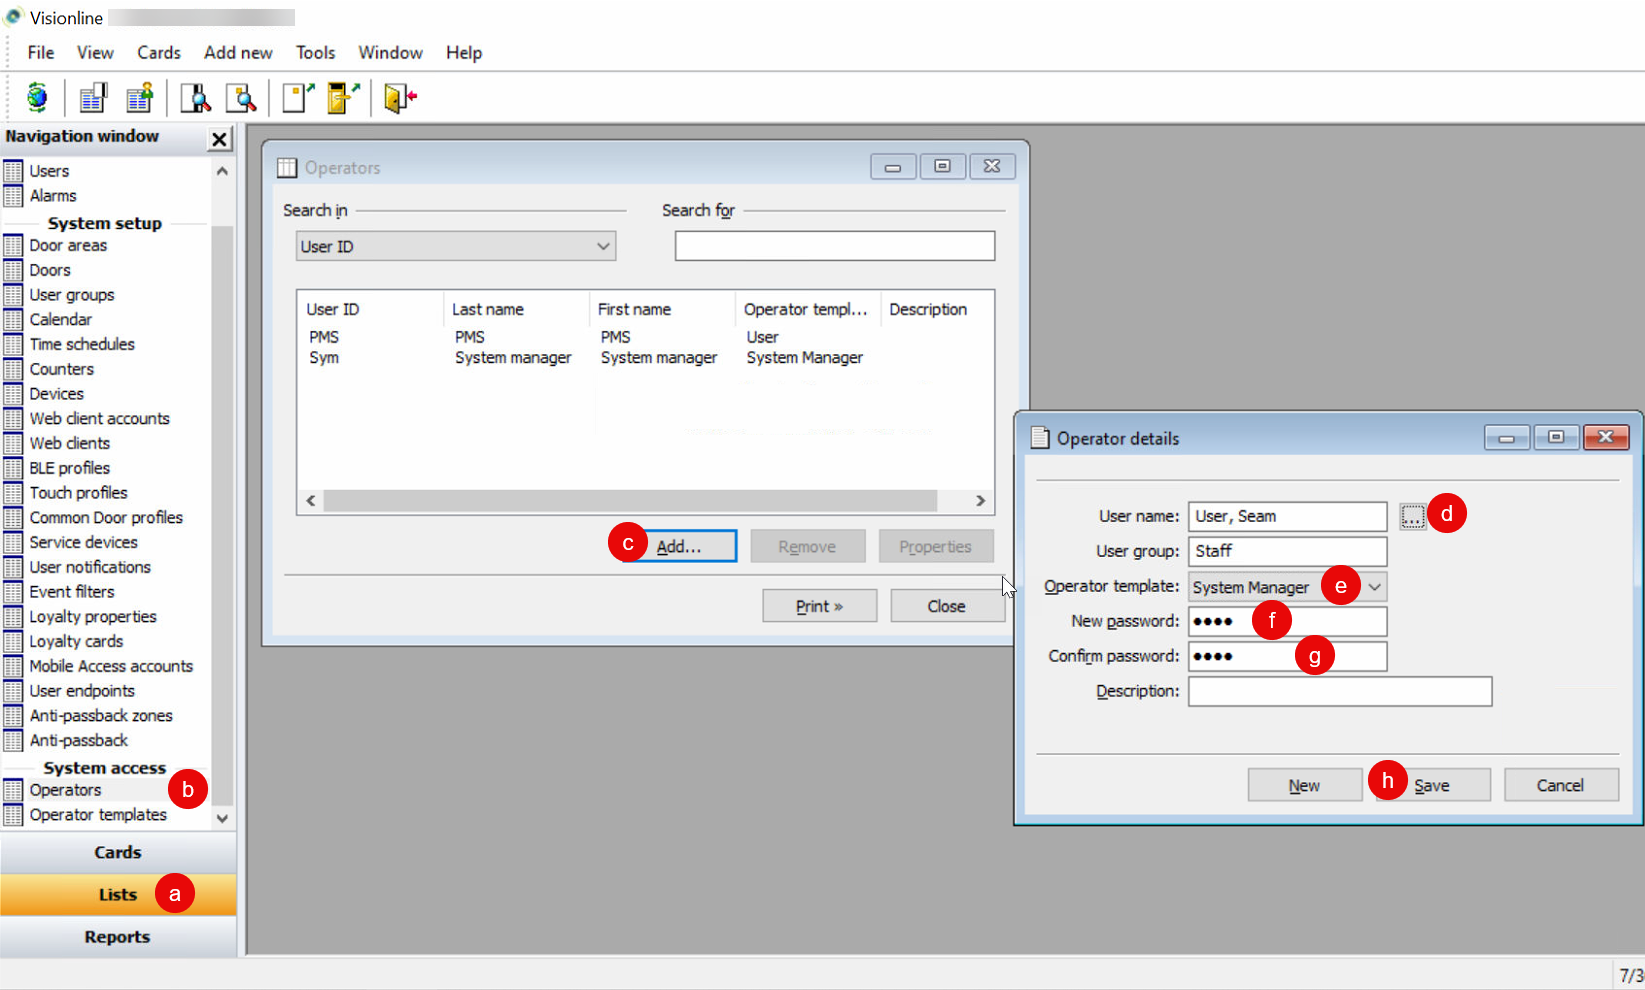 Visionline
File View Cards Add new Tools Window Help
Navigation window
Users
Alarms
System setup
Door areas
Doors
User groups
Calendar
Time schedules
Counters
Devices
Web client accounts
Web clients
BLE profiles
Touch profiles
Common Door profiles
Service devices
User notifications
Event filters
Loyalty properties
Loyalty cards
Mobile Access accounts
User endpoints
Anti-passback zones
Anti-passback
System access
Operators b
Operator templates
Cards
Lists a
Reports
Operators
Search in Search for
User ID
User ID Last name First name Operator templ... Description
PMS PMS PMS User
Sym System manager System manager System Manager
c Add... Remove Properties
Print » Close
Operator details
User name: User, Seam ... d
User group: Staff
Operator template: System Manager e
New password: ●●●● f
Confirm password: ●●●● g
Description:
New h Save Cancel
7/3